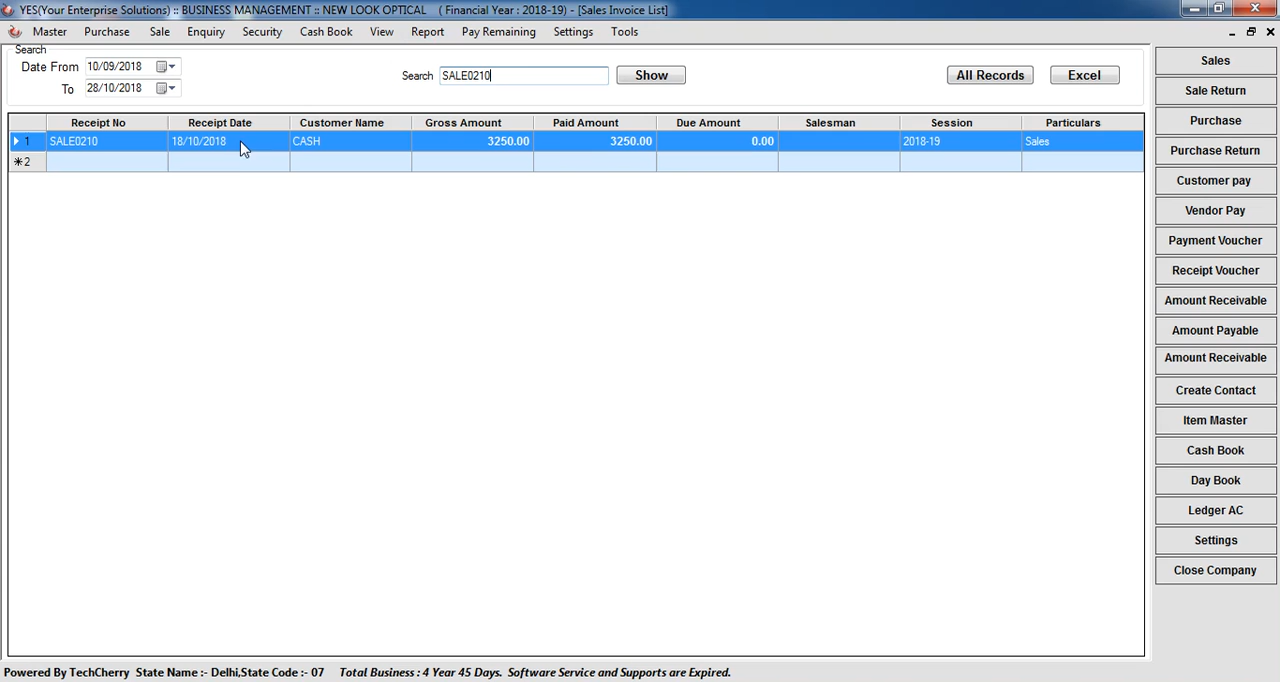 YES(Your Enterprise Solutions) :: BUSINESS MANAGEMENT :: NEW LOOK OPTICAL ( Financial Year : 2018-19) - [Sales Invoice List]
Master Purchase Sale Enquiry Security Cash Book View Report Pay Remaining Settings Tools
Search
Date From 10/09/2018
To 28/10/2018
Search SALE0210 Show All Records Excel
Receipt No Receipt Date Customer Name Gross Amount Paid Amount Due Amount Salesman Session Particulars
1 SALE0210 18/10/2018 CASH 3250.00 3250.00 0.00 2018-19 Sales
*2
Sales
Sale Return
Purchase
Purchase Return
Customer pay
Vendor Pay
Payment Voucher
Receipt Voucher
Amount Receivable
Amount Payable
Amount Receivable
Create Contact
Item Master
Cash Book
Day Book
Ledger AC
Settings
Close Company
Powered By TechCherry State Name :- Delhi,State Code :- 07 Total Business : 4 Year 45 Days. Software Service and Supports are Expired.